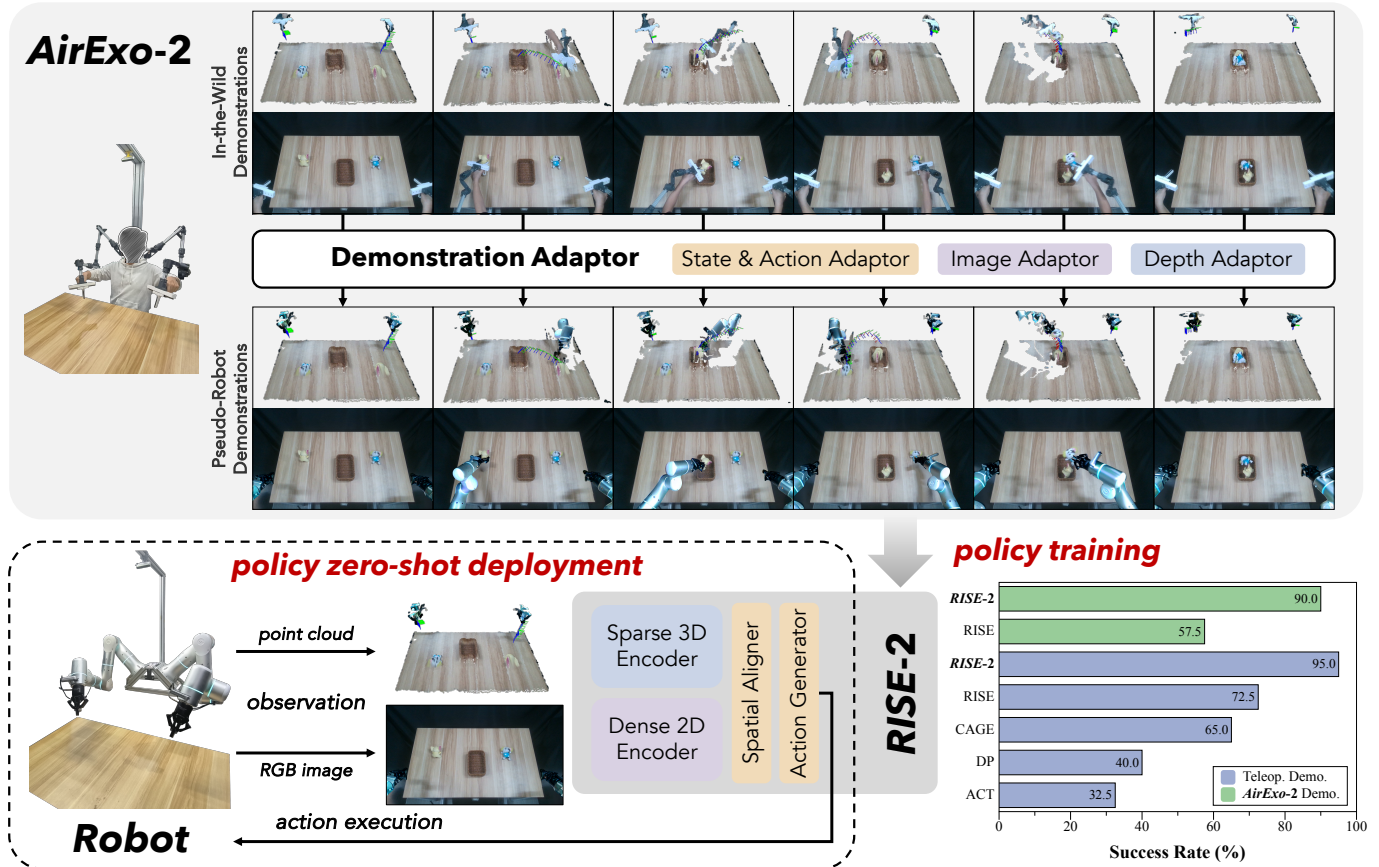 AirExo-2
In-the-Wild
Demonstrations
Demonstration Adaptor
State & Action Adaptor
Image Adaptor
Depth Adaptor
Pseudo-Robot
Demonstrations
policy zero-shot deployment
point cloud
observation
RGB image
action execution
Robot
Sparse 3D
Encoder
Dense 2D
Encoder
Spatial Aligner
Action Generator
RISE-2
policy training
RISE-2
90.0
RISE
57.5
RISE-2
95.0
RISE
72.5
CAGE
65.0
DP
40.0
ACT
32.5
Teleop. Demo.
AirExo-2 Demo.
0
20
40
60
80
100
Success Rate (%)